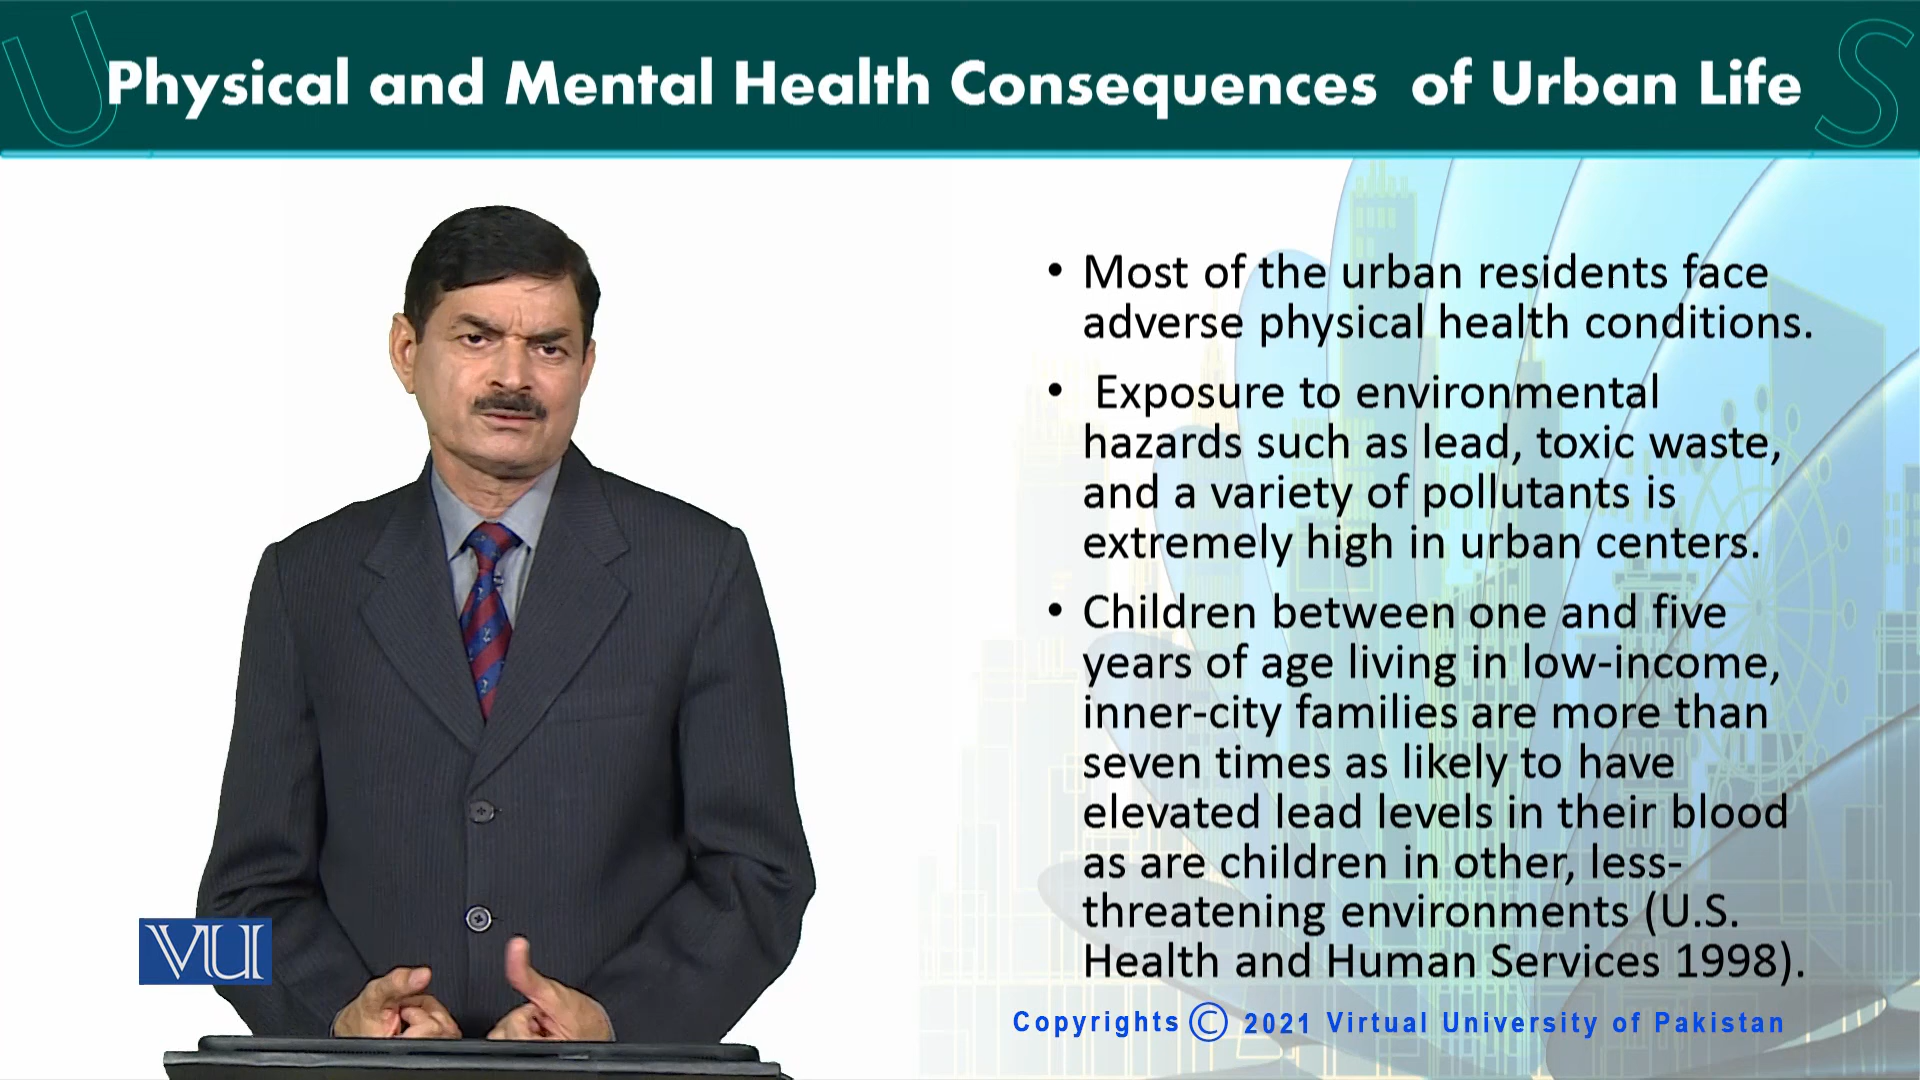 U
S
Physical and Mental Health Consequences of Urban Life
• Most of the urban residents face
adverse physical health conditions.
• Exposure to environmental
hazards such as lead, toxic waste,
and a variety of pollutants is
extremely high in urban centers.
• Children between one and five
years of age living in low-income,
inner-city families are more than
seven times as likely to have
elevated lead levels in their blood
as are children in other, less-
threatening environments (U.S.
Health and Human Services 1998).
VU
Copyrights © 2021 Virtual University of Pakistan